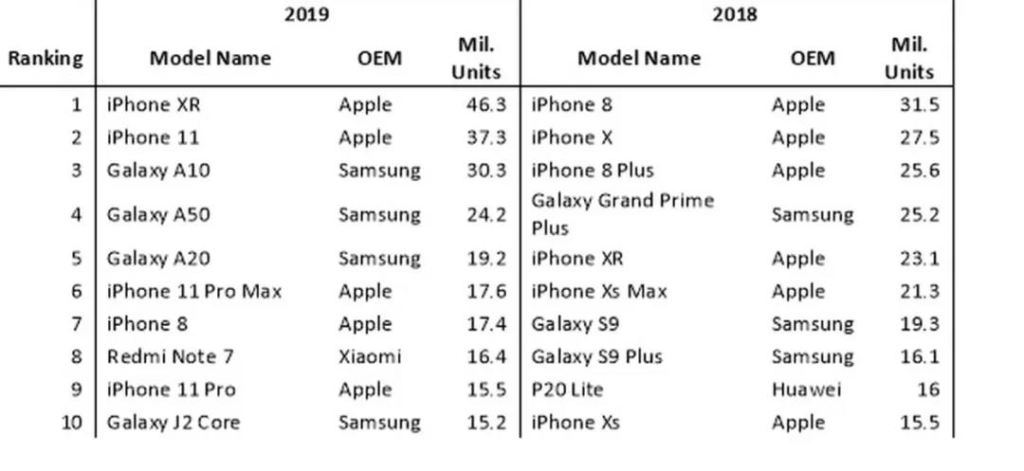 2019 2018
Ranking Model Name OEM Mil. Units Model Name OEM Mil. Units
1 iPhone XR Apple 46.3 iPhone 8 Apple 31.5
2 iPhone 11 Apple 37.3 iPhone X Apple 27.5
3 Galaxy A10 Samsung 30.3 iPhone 8 Plus Apple 25.6
4 Galaxy A50 Samsung 24.2 Galaxy Grand Prime Plus Samsung 25.2
5 Galaxy A20 Samsung 19.2 iPhone XR Apple 23.1
6 iPhone 11 Pro Max Apple 17.6 iPhone Xs Max Apple 21.3
7 iPhone 8 Apple 17.4 Galaxy S9 Samsung 19.3
8 Redmi Note 7 Xiaomi 16.4 Galaxy S9 Plus Samsung 16.1
9 iPhone 11 Pro Apple 15.5 P20 Lite Huawei 16
10 Galaxy J2 Core Samsung 15.2 iPhone Xs Apple 15.5